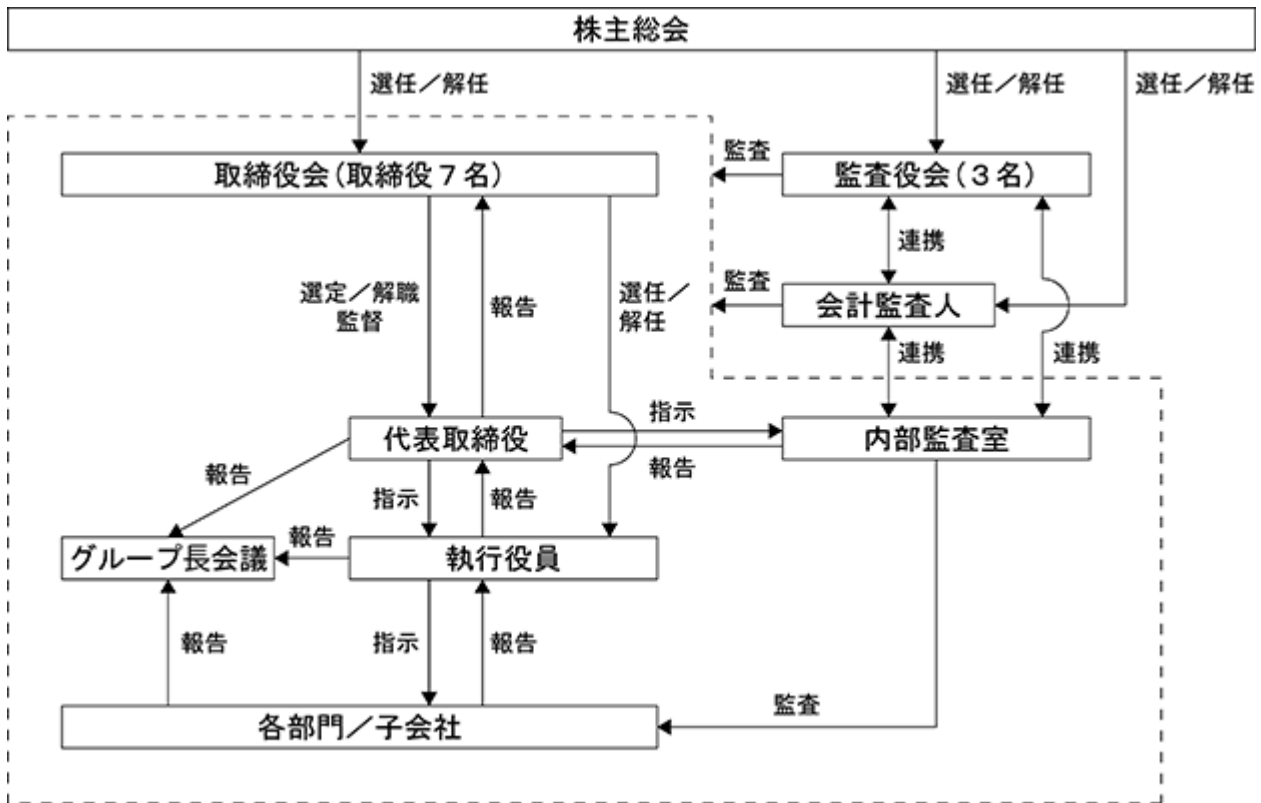 株主総会
選任／解任
選任／解任
選任／解任
取締役会（取締役７名）
監査
監査役会（３名）
連携
選定／解職
監督
報告
選任／
解任
監査
会計監査人
連携
連携
指示
代表取締役
内部監査室
報告
報告
指示
報告
グループ長会議
報告
執行役員
報告
指示
報告
各部門／子会社
監査